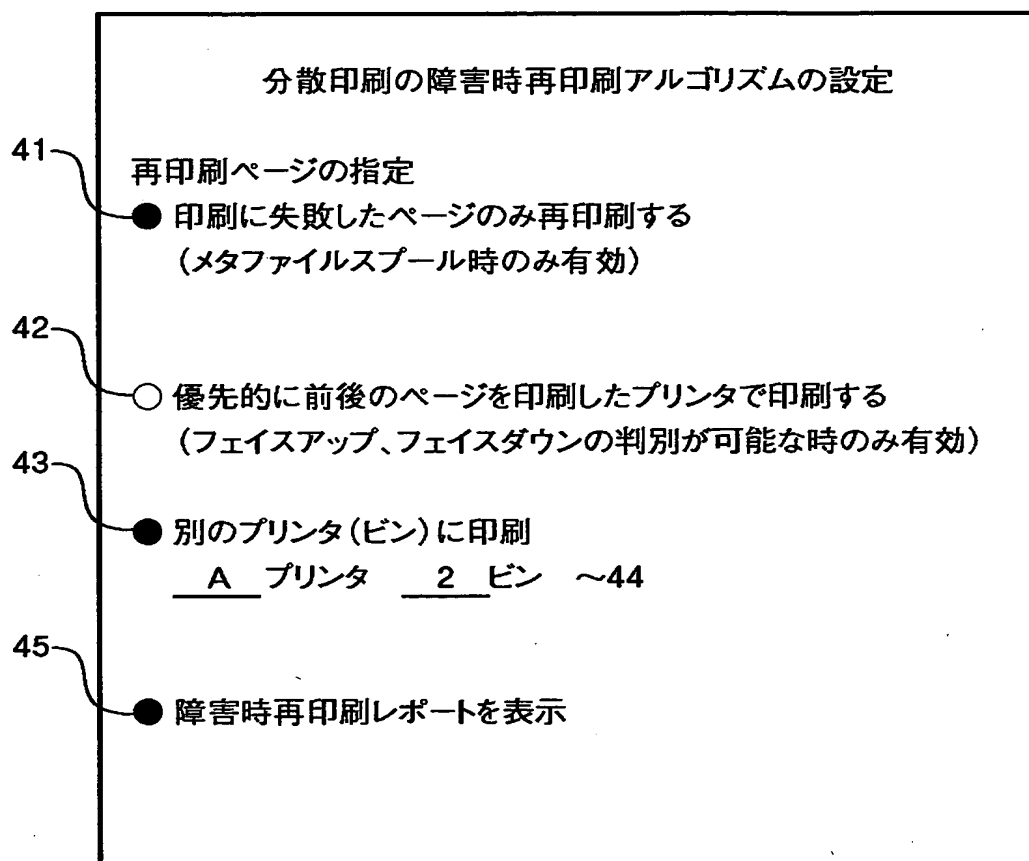 分散印刷の障害時再印刷アルゴリズムの設定
41
再印刷ページの指定
● 印刷に失敗したページのみ再印刷する
(メタファイルスプール時のみ有効)
42
○ 優先的に前後のページを印刷したプリンタで印刷する
(フェイスアップ、フェイスダウンの判別が可能な時のみ有効)
43
● 別のプリンタ(ビン)に印刷
A プリンタ 2 ビン ~44
45
● 障害時再印刷レポートを表示